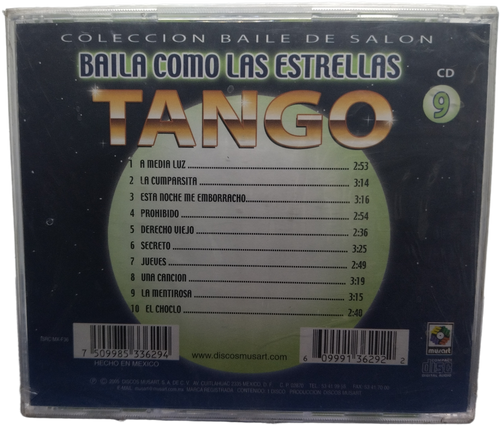 COLECCION BAILE DE SALON
BAILA COMO LAS ESTRELLAS
CD
TANGO
9
1 A MEDIA LUZ 2:53
2 LA CUMPARSITA 3:14
3 ESTA NOCHE ME EMBORRACHO 3:16
4 PROHIBIDO 2:54
5 DERECHO VIEJO 2:36
6 SECRETO 3:25
7 JUEVES 2:49
8 UNA CANCION 3:19
9 LA MENTIROSA 3:15
10 EL CHOCLO 2:40
7 509985 336294
HECHO EN MEXICO
www.discosmusart.com
6 09991 36292 2
musart